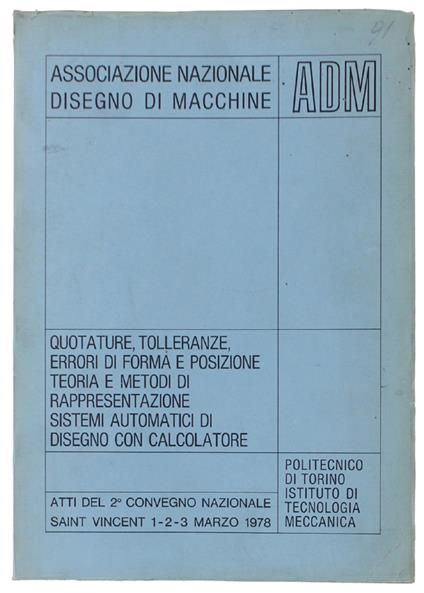 91
ASSOCIAZIONE NAZIONALE
DISEGNO DI MACCHINE
ADM
QUOTATURE, TOLLERANZE,
ERRORI DI FORMA E POSIZIONE
TEORIA E METODI DI
RAPPRESENTAZIONE
SISTEMI AUTOMATICI DI
DISEGNO CON CALCOLATORE
ATTI DEL 2º CONVEGNO NAZIONALE
SAINT VINCENT 1-2-3 MARZO 1978
POLITECNICO
DI TORINO
ISTITUTO DI
TECNOLOGIA
MECCANICA